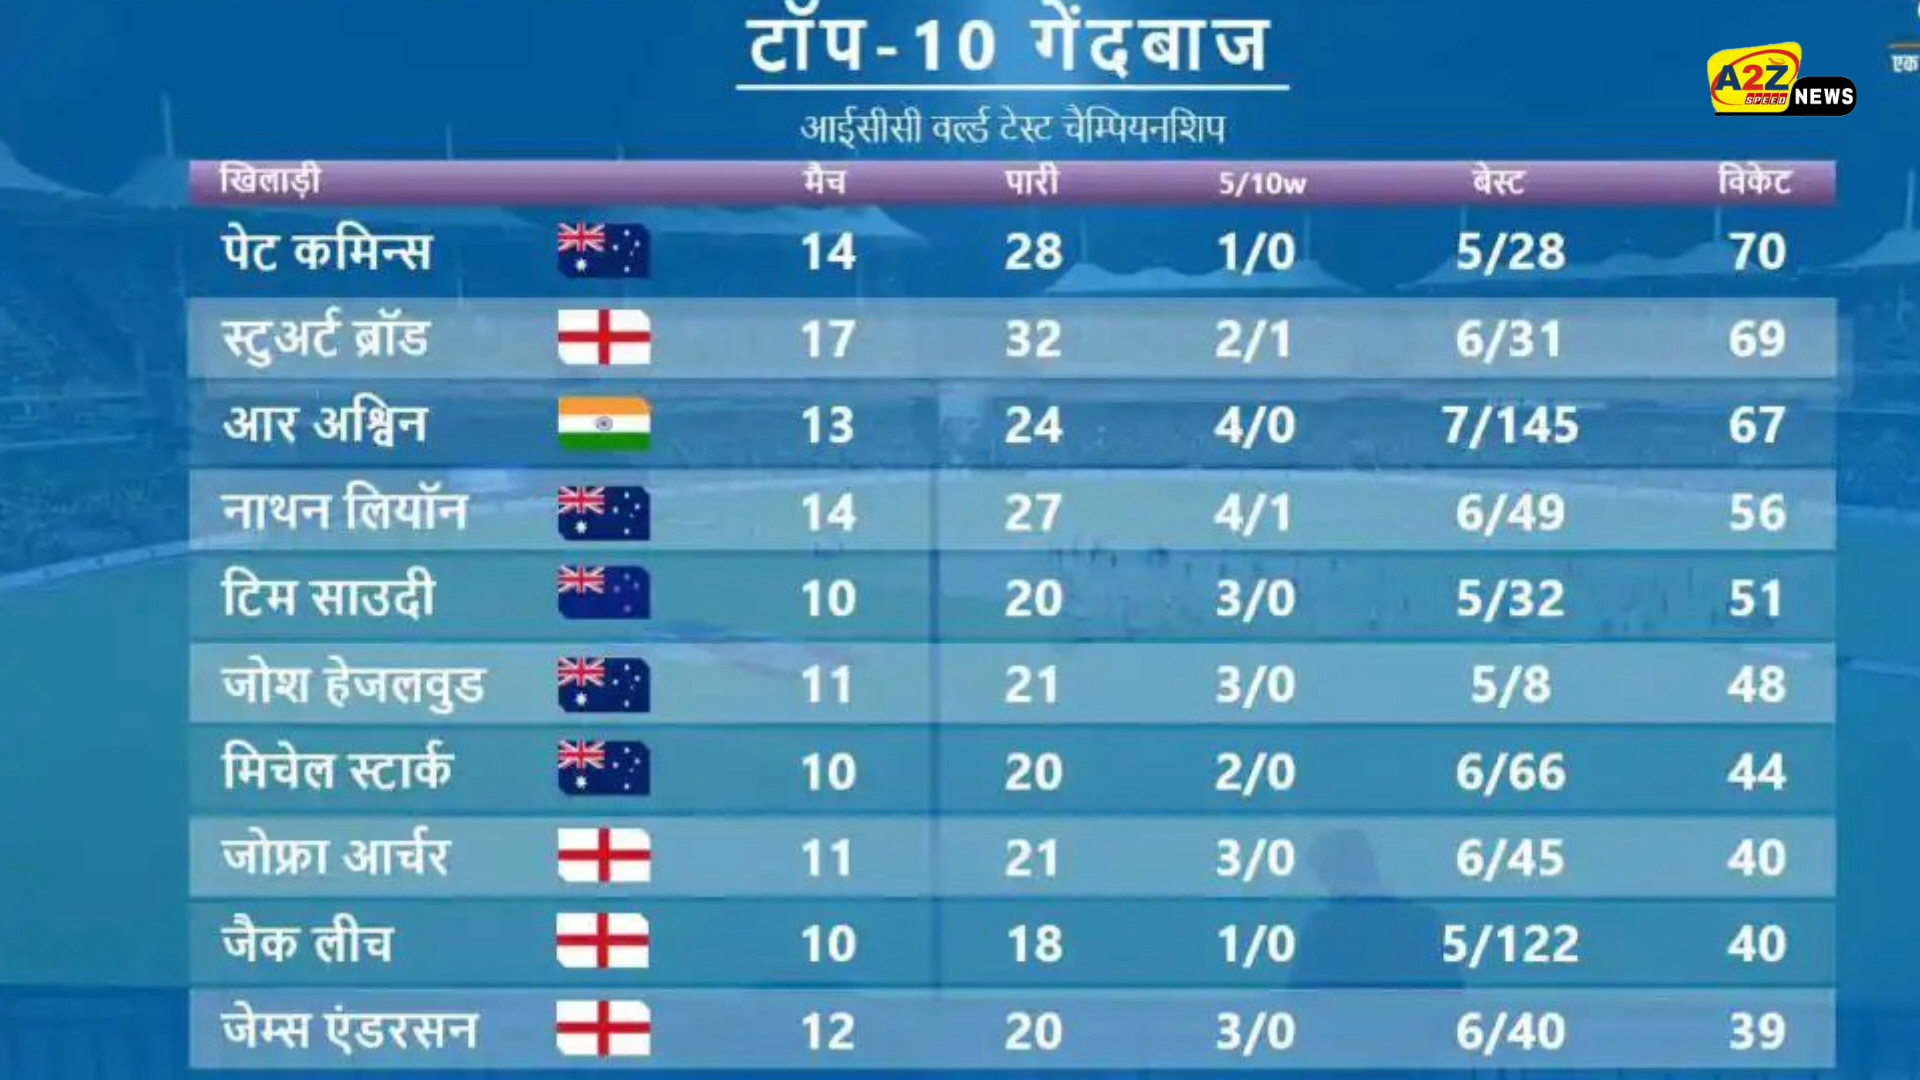 टॉप-10 गेंदबाज
A2Z SPEED NEWS
एक
आईसीसी वर्ल्ड टेस्ट चैम्पियनशिप
खिलाड़ी मैच पारी 5/10w बेस्ट विकेट
पेट कमिन्स 14 28 1/0 5/28 70
स्टुअर्ट ब्रॉड 17 32 2/1 6/31 69
आर अश्विन 13 24 4/0 7/145 67
नाथन लियॉन 14 27 4/1 6/49 56
टिम साउदी 10 20 3/0 5/32 51
जोश हेजलवुड 11 21 3/0 5/8 48
मिचेल स्टार्क 10 20 2/0 6/66 44
जोफ्रा आर्चर 11 21 3/0 6/45 40
जैक लीच 10 18 1/0 5/122 40
जेम्स एंडरसन 12 20 3/0 6/40 39